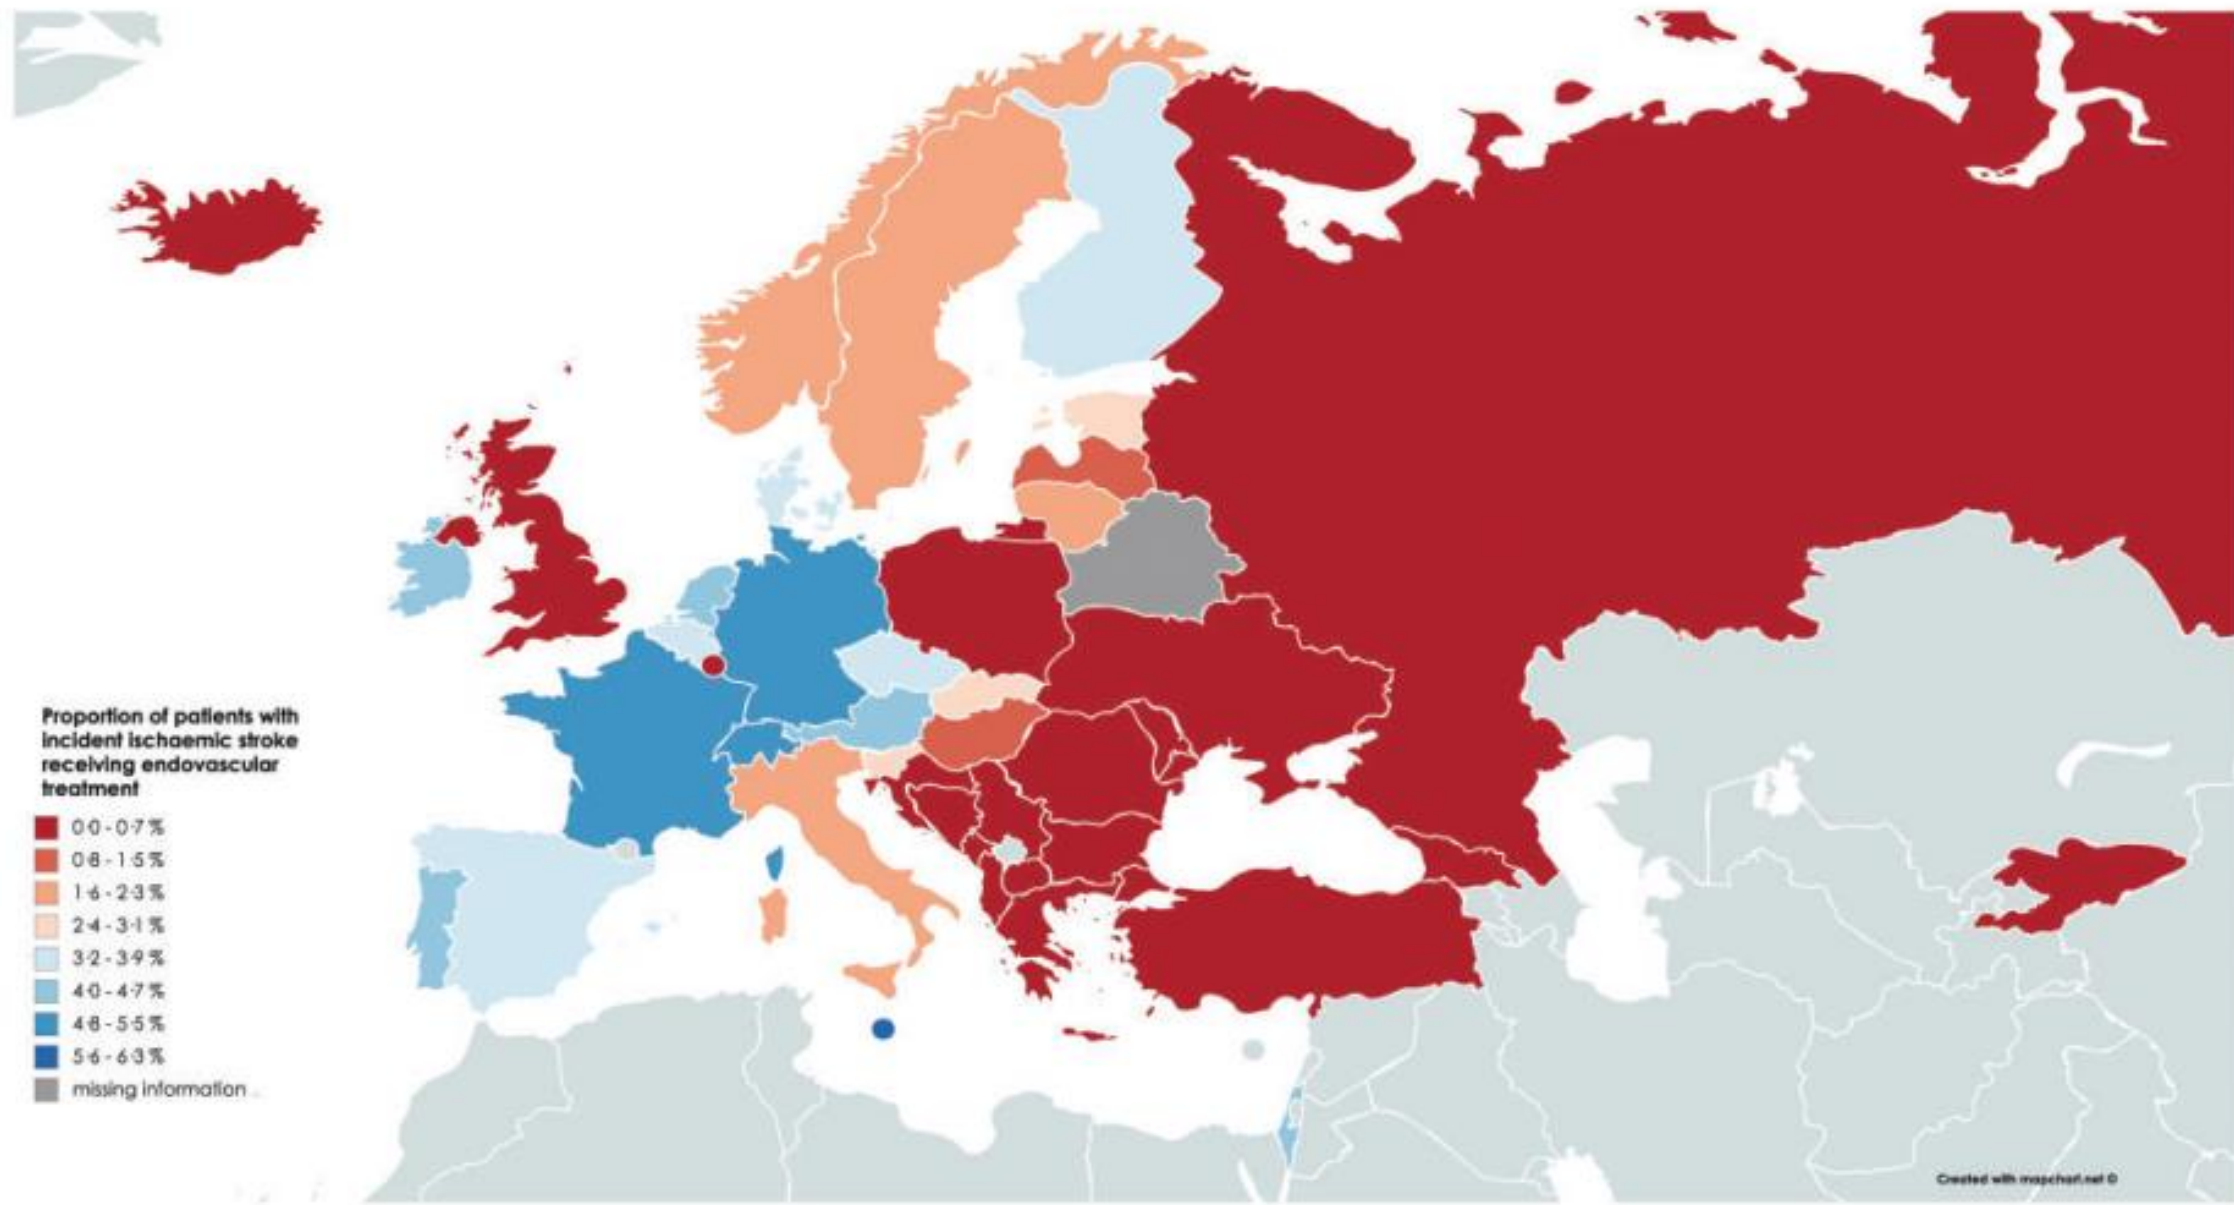 Proportion of patients with
incident ischaemic stroke
receiving endovascular
treatment
0·0 - 0·7 %
0·8 - 1·5 %
1·6 - 2·3 %
2·4 - 3·1 %
3·2 - 3·9 %
4·0 - 4·7 %
4·8 - 5·5 %
5·6 - 6·3 %
missing information
Created with mapchart.net ©